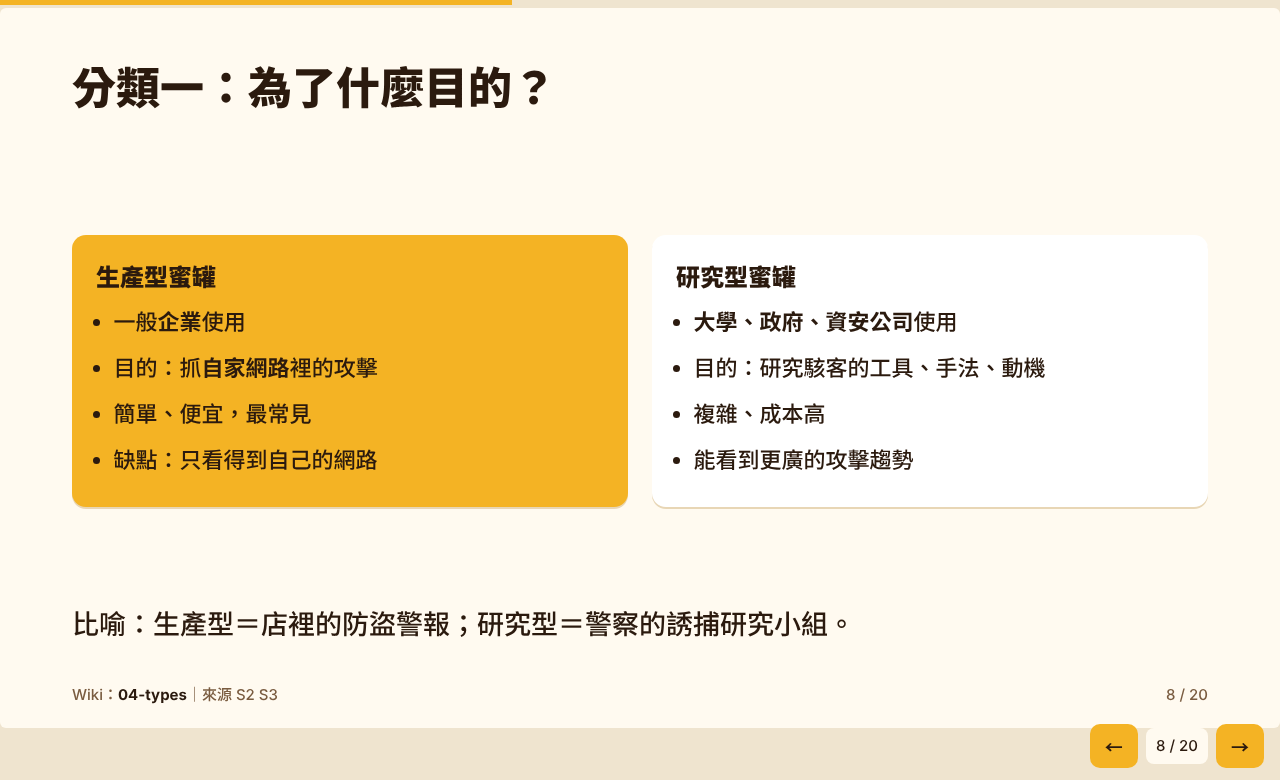 分類一：為了什麼目的？
生產型蜜罐
一般企業使用
目的：抓自家網路裡的攻擊
簡單、便宜，最常見
缺點：只看得到自己的網路
研究型蜜罐
大學、政府、資安公司使用
目的：研究駭客的工具、手法、動機
複雜、成本高
能看到更廣的攻擊趨勢
比喻：生產型＝店裡的防盜警報；研究型＝警察的誘捕研究小組。
Wiki：04-types｜來源 S2 S3
8 / 20
← 8 / 20 →